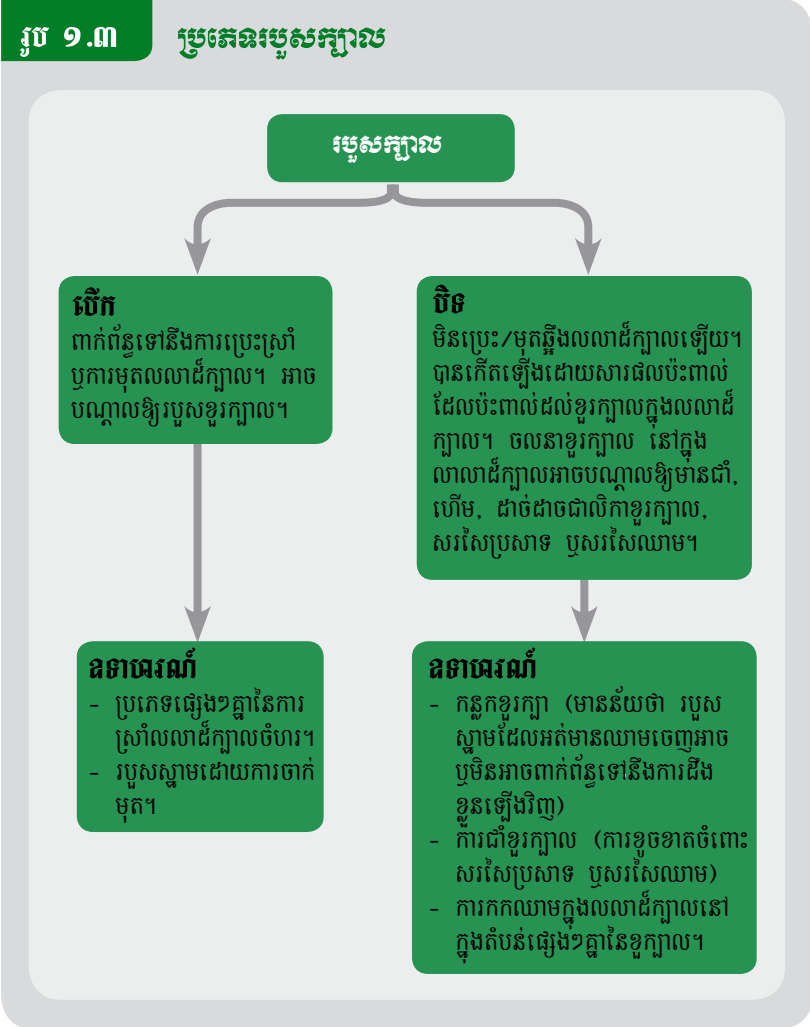 រូប ១.៣
ប្រភេទរបួសក្បាល
របួសក្បាល
បើក
ពាក់ព័ន្ធទៅនឹងការប្រេះស្រាំ
ឬការមុតលលាដ៏ក្បាល។ អាច
បណ្តាលឱ្យរបួសខួរក្បាល។
បិទ
មិនប្រេះ/មុតឆ្អឹងលលាដ៏ក្បាលឡើយ។
បានកើតឡើងដោយសារផលប៉ះពាល់
ដែលប៉ះពាល់ដល់ខួរក្បាលក្នុងលលាដ៏
ក្បាល។ ចលនាខួរក្បាល នៅក្នុង
លាលាដ៏ក្បាលអាចបណ្តាលឱ្យមានជាំ,
ហើម, ដាច់ដាចជាលិកាខួរក្បាល,
សរសៃប្រសាទ ឬសរសៃឈាម។
ឧទាហរណ៍
- ប្រភេទផ្សេងៗគ្នានៃការ
ស្រាំលលាដ៏ក្បាលចំហរ។
- របួសស្នាមដោយការចាក់
មុត។
ឧទាហរណ៍
- កន្លកខួរក្បា (មានន័យថា របួស
ស្នាមដែលអត់មានឈាមចេញអាច
ឬមិនអាចពាក់ព័ន្ធទៅនឹងការដឹង
ខ្លួនឡើងវិញ)
- ការជាំខួរក្បាល (ការខូចខាតចំពោះ
សរសៃប្រសាទ ឬសរសៃឈាម)
- ការកកឈាមក្នុងលលាដ៏ក្បាលនៅ
ក្នុងតំបន់ផ្សេងៗគ្នានៃខួក្បាល។